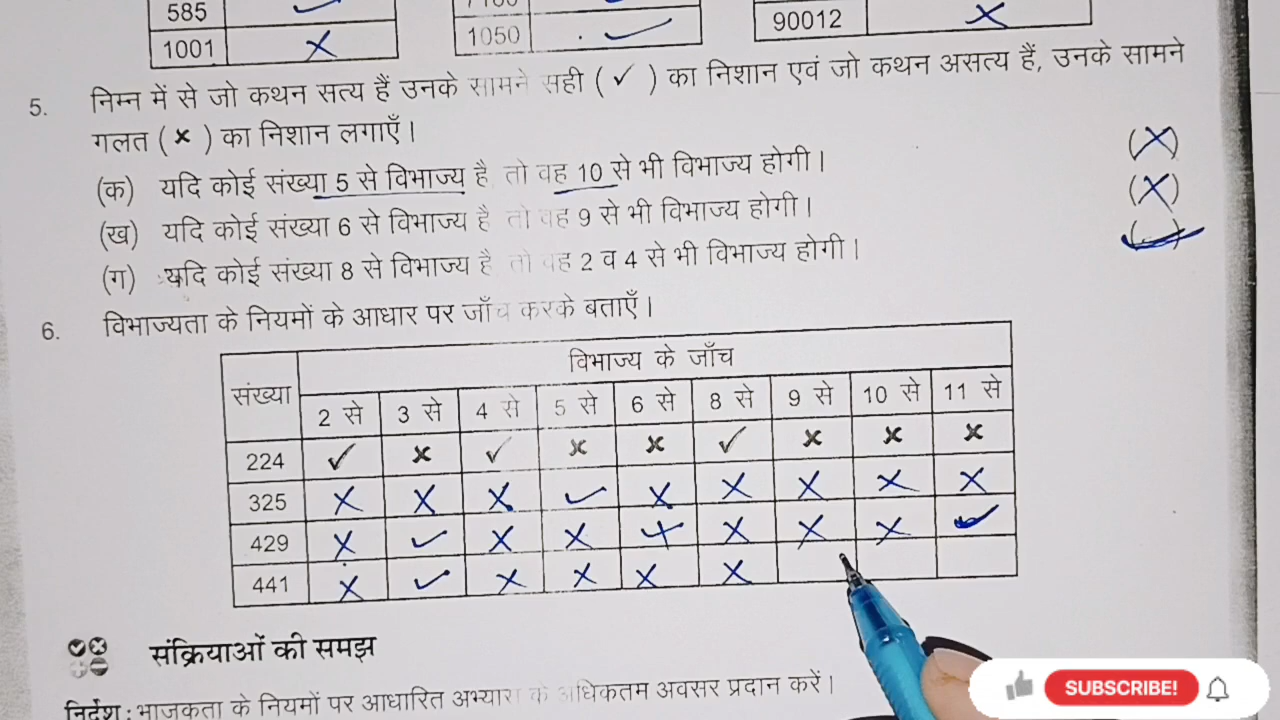 585 ✓
1001 ✗
1050 ✓
90012 ✗
5. निम्न में से जो कथन सत्य हैं उनके सामने सही ( ✓ ) का निशान एवं जो कथन असत्य हैं, उनके सामने
गलत ( × ) का निशान लगाएँ।
(क) यदि कोई संख्या 5 से विभाज्य है तो वह 10 से भी विभाज्य होगी। (✗)
(ख) यदि कोई संख्या 6 से विभाज्य है तो वह 9 से भी विभाज्य होगी। (✗)
(ग) यदि कोई संख्या 8 से विभाज्य है तो वह 2 व 4 से भी विभाज्य होगी। (✓)
6. विभाज्यता के नियमों के आधार पर जाँच करके बताएँ।
संख्या विभाज्य के जाँच
2 से 3 से 4 से 5 से 6 से 8 से 9 से 10 से 11 से
224 ✓ × ✓ × × ✓ × × ×
325 ✗ ✗ ✗ ✓ ✗ ✗ ✗ ✗ ✗
429 ✗ ✓ ✗ ✗ ✗ ✗ ✗ ✗ ✓
441 ✗ ✓ ✗ ✗ ✗ ✗
संक्रियाओं की समझ
निर्देश : भाजकता के नियमों पर आधारित अभ्यास के अधिकतम अवसर प्रदान करें।
SUBSCRIBE!